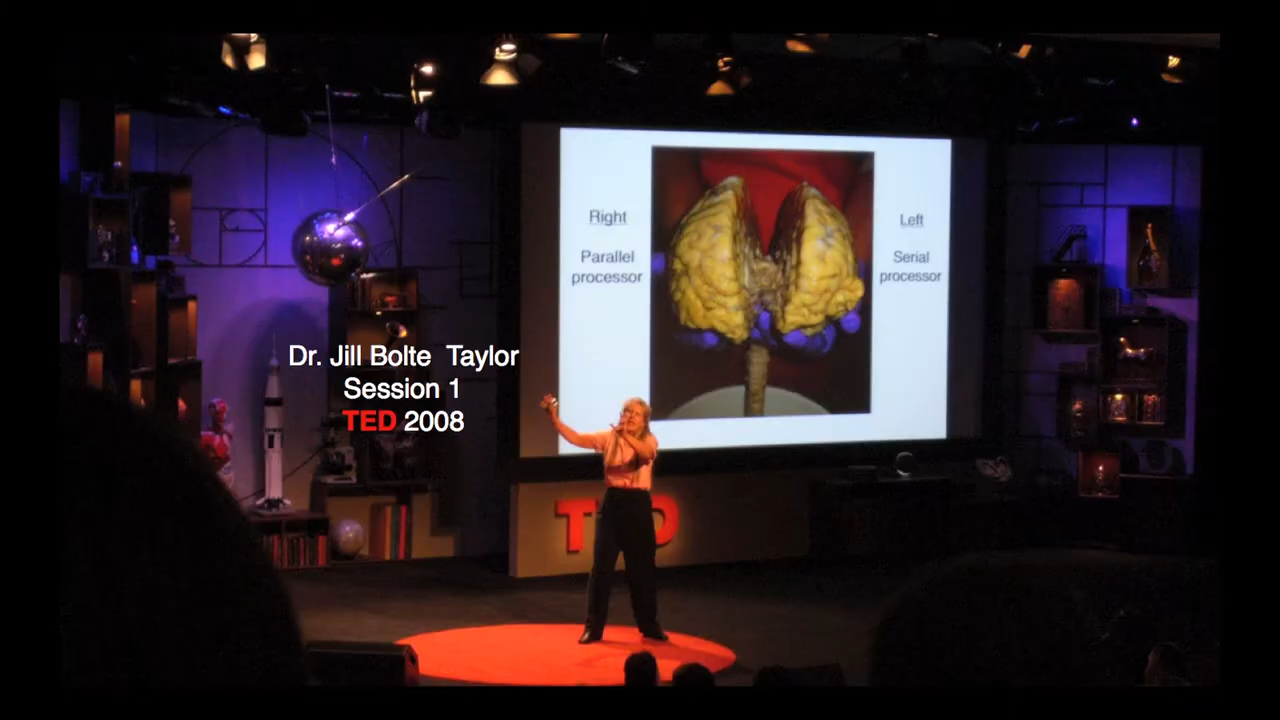 Right
Parallel
processor
Left
Serial
processor
Dr. Jill Bolte Taylor
Session 1
TED 2008
TED